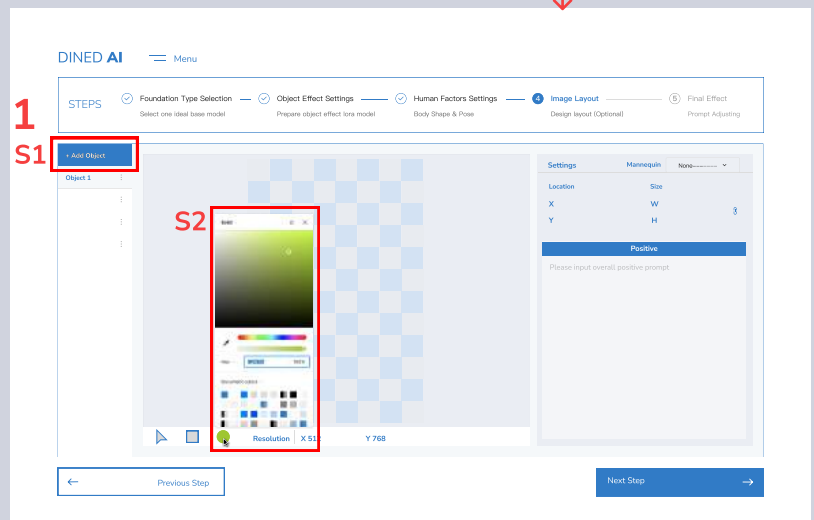 DINED AI
Menu
1
STEPS
Foundation Type Selection
Select one ideal base model
Object Effect Settings
Prepare object effect lora model
Human Factors Settings
Body Shape & Pose
4
Image Layout
Design layout (Optional)
5
Final Effect
Prompt Adjusting
S1
+ Add Object
Object 1
S2
Resolution
X 512
Y 768
Settings
Mannequin
None
Location
Size
X
W
Y
H
Positive
Please input overall positive prompt
Previous Step
Next Step